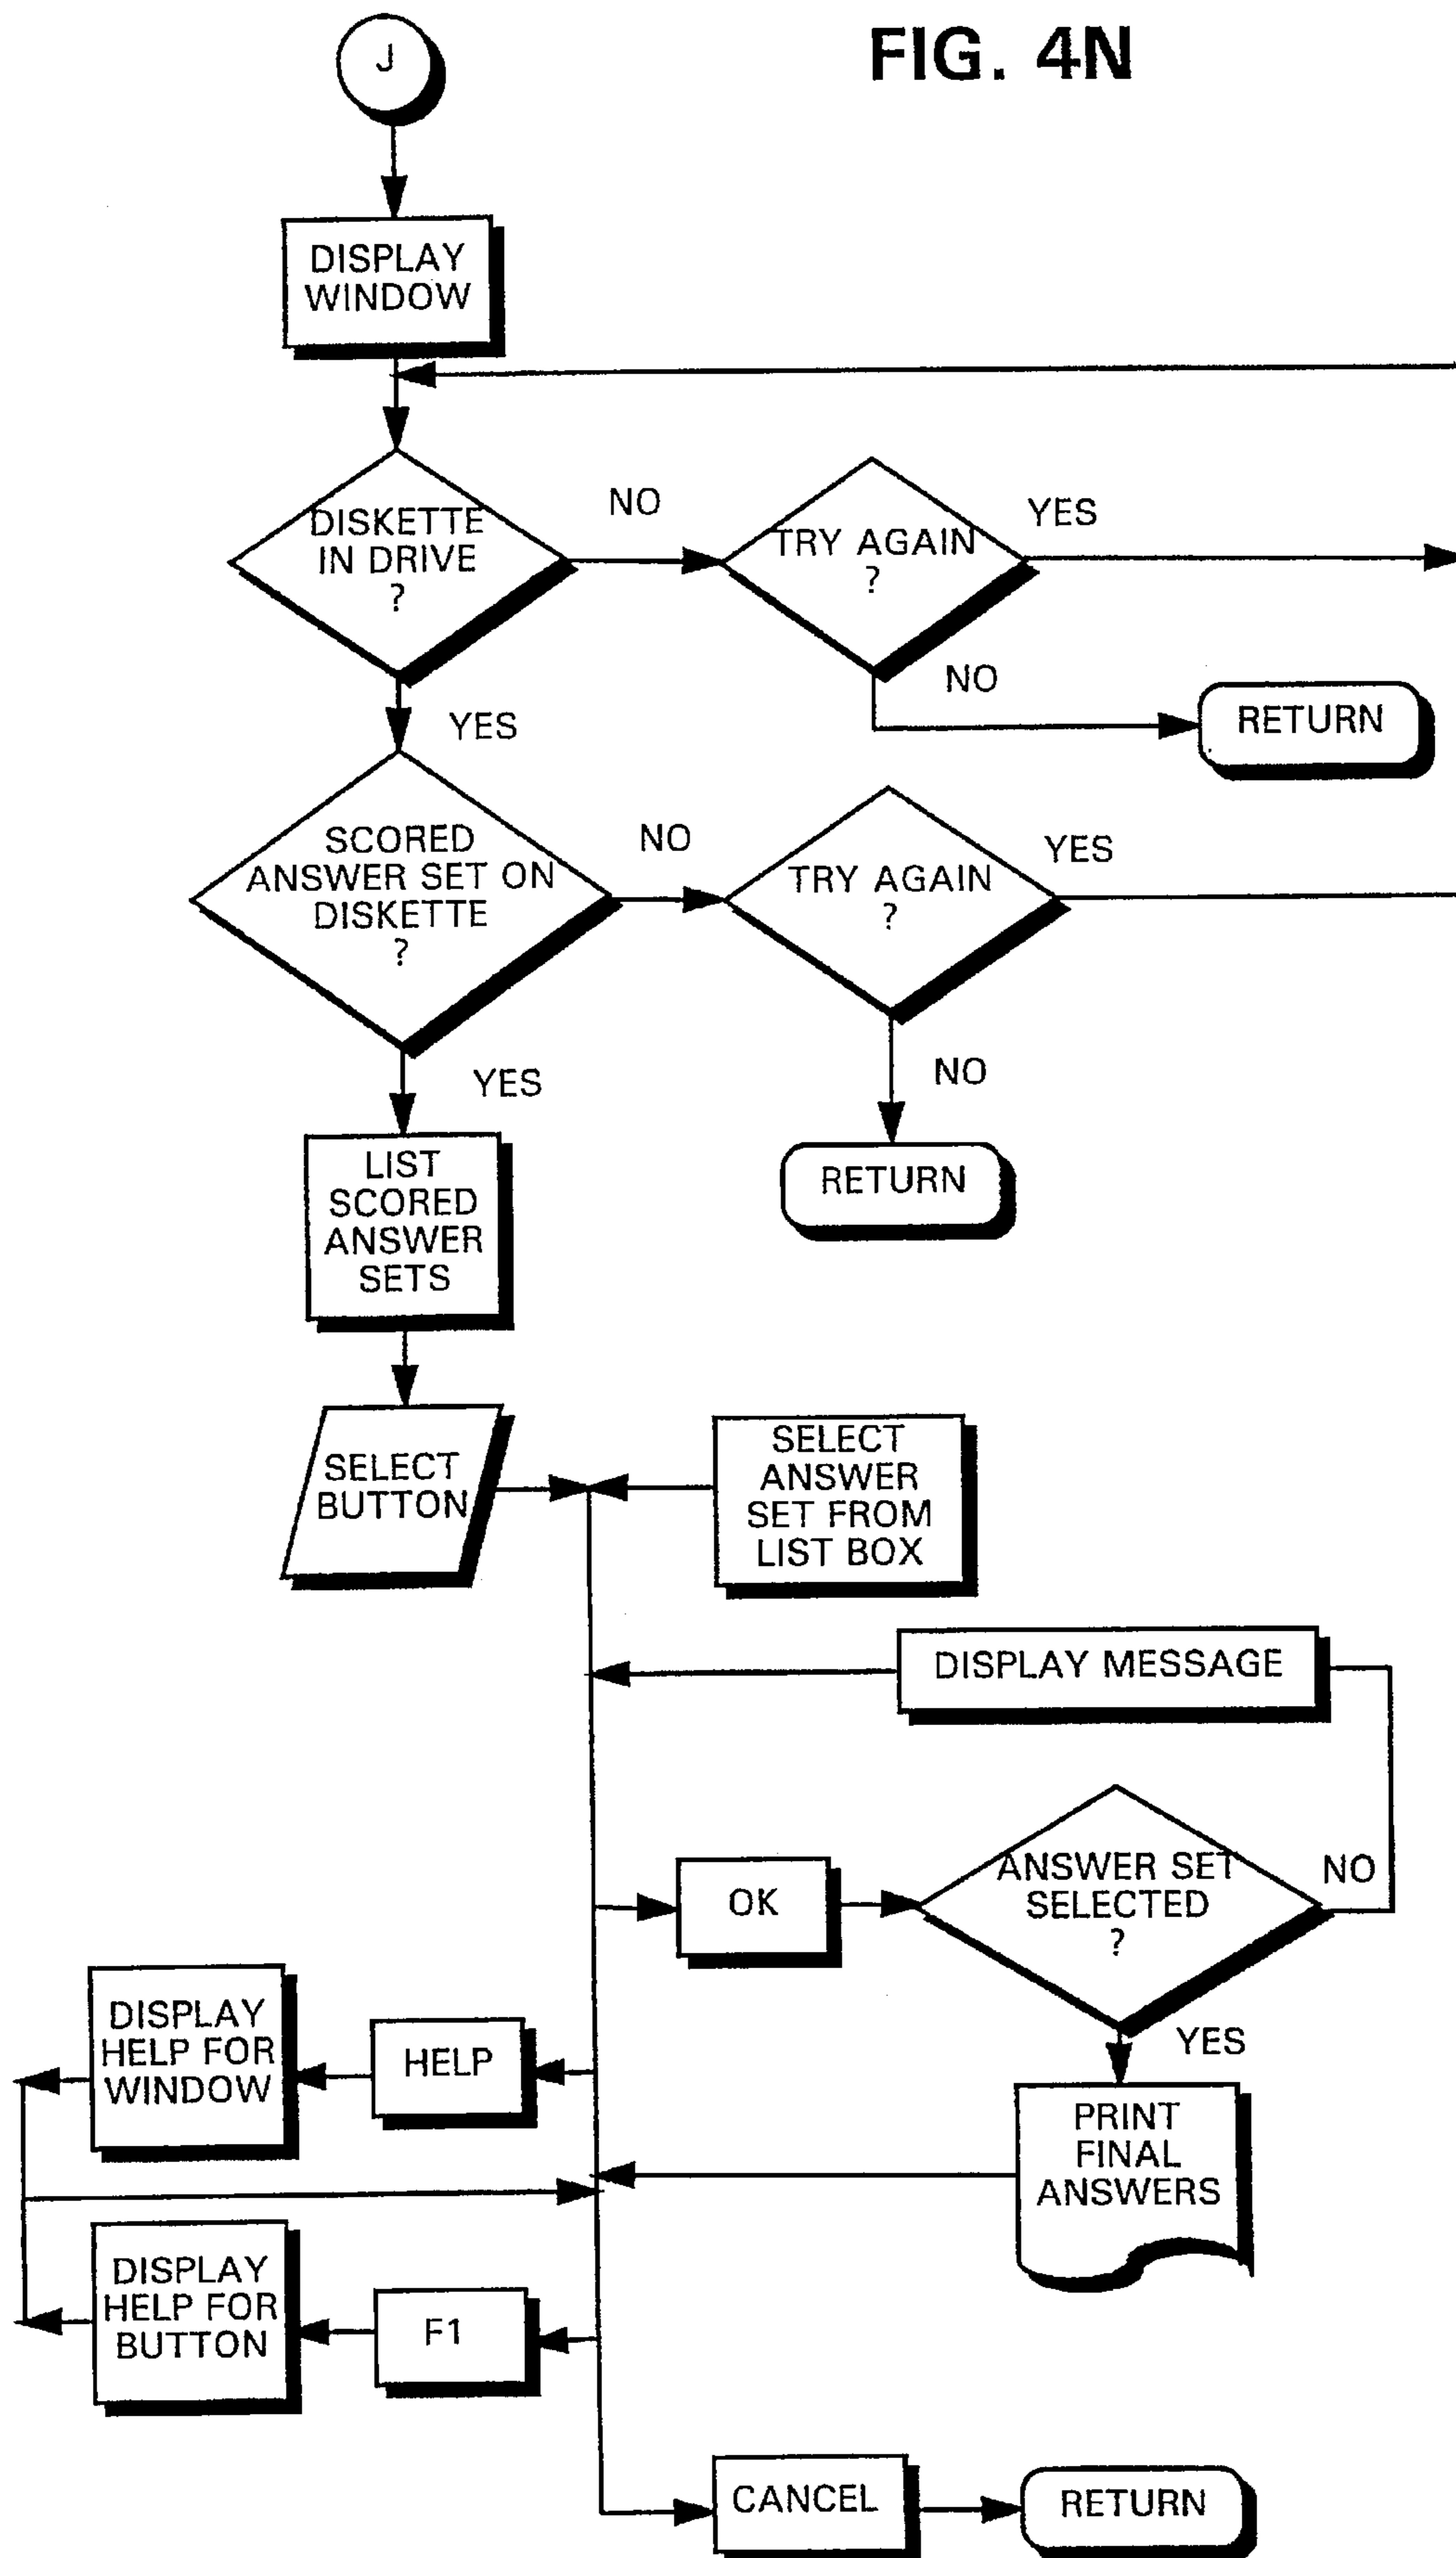 FIG. 4N
J
DISPLAY
WINDOW
DISKETTE
IN DRIVE
?
NO
TRY AGAIN
?
YES
NO
RETURN
YES
SCORED
ANSWER SET ON
DISKETTE
?
NO
TRY AGAIN
?
YES
NO
RETURN
YES
LIST
SCORED
ANSWER
SETS
SELECT
BUTTON
SELECT
ANSWER
SET FROM
LIST BOX
DISPLAY MESSAGE
OK
ANSWER SET
SELECTED
?
NO
YES
PRINT
FINAL
ANSWERS
HELP
DISPLAY
HELP FOR
WINDOW
F1
DISPLAY
HELP FOR
BUTTON
CANCEL
RETURN